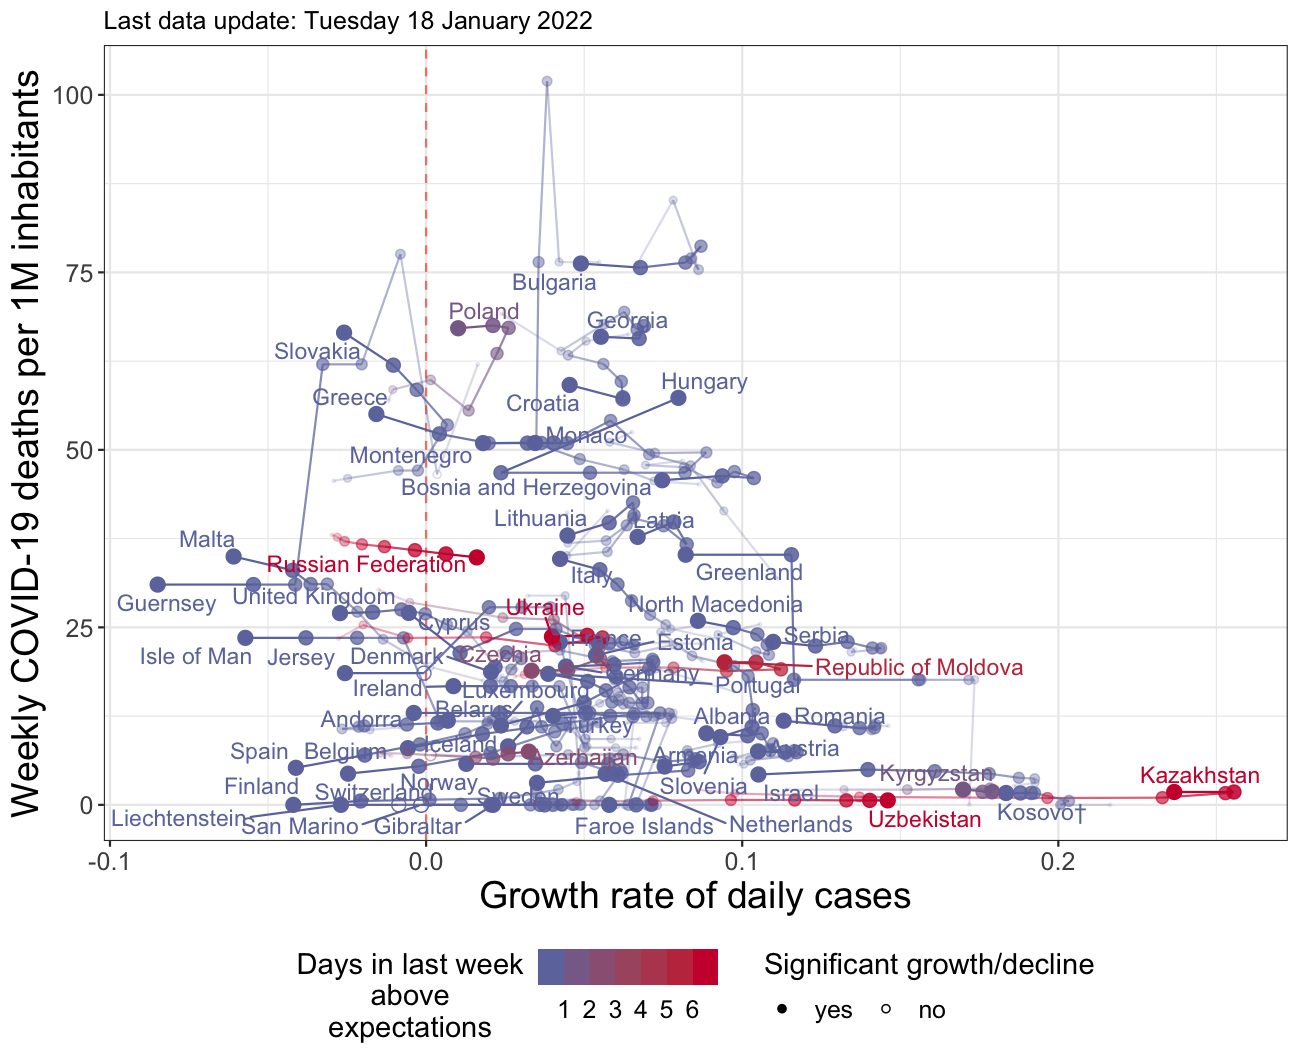 Last data update: Tuesday 18 January 2022
Weekly COVID-19 deaths per 1M inhabitants
100
75
50
25
0
Bulgaria
Poland
Georgia
Slovakia
Hungary
Greece
Croatia
Monaco
Montenegro
Bosnia and Herzegovina
Lithuania
Latvia
Malta
Russian Federation
Italy
Greenland
Guernsey
United Kingdom
Ukraine
North Macedonia
Cyprus
France
Estonia
Serbia
Isle of Man
Jersey
Denmark
Czechia
Republic of Moldova
Germany
Portugal
Ireland
Luxembourg
Belarus
Andorra
Turkey
Albania
Romania
Spain
Belgium
Iceland
Azerbaijan
Armenia
Austria
Finland
Switzerland
Norway
Sweden
Slovenia
Israel
Kyrgyzstan
Kazakhstan
Liechtenstein
San Marino
Gibraltar
Faroe Islands
Netherlands
Uzbekistan
Kosovo†
-0.1
0.0
0.1
0.2
Growth rate of daily cases
Days in last week
above
expectations
1 2 3 4 5 6
Significant growth/decline
yes
no